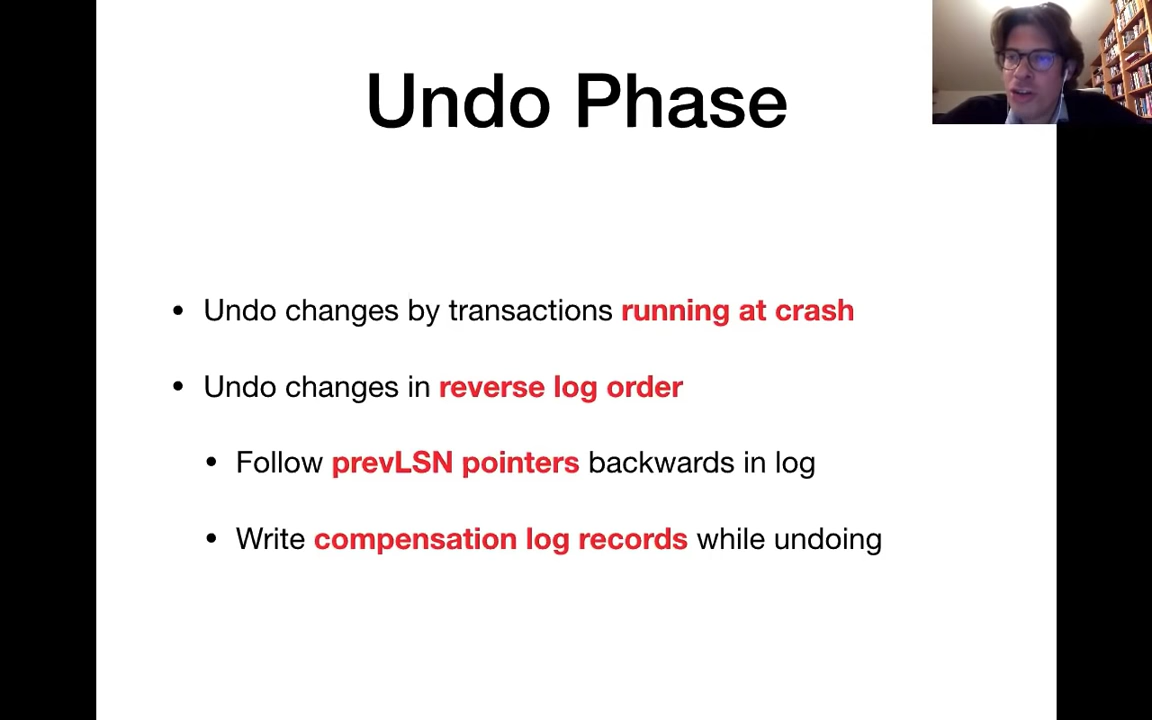 Undo Phase
• Undo changes by transactions running at crash
• Undo changes in reverse log order
• Follow prevLSN pointers backwards in log
• Write compensation log records while undoing